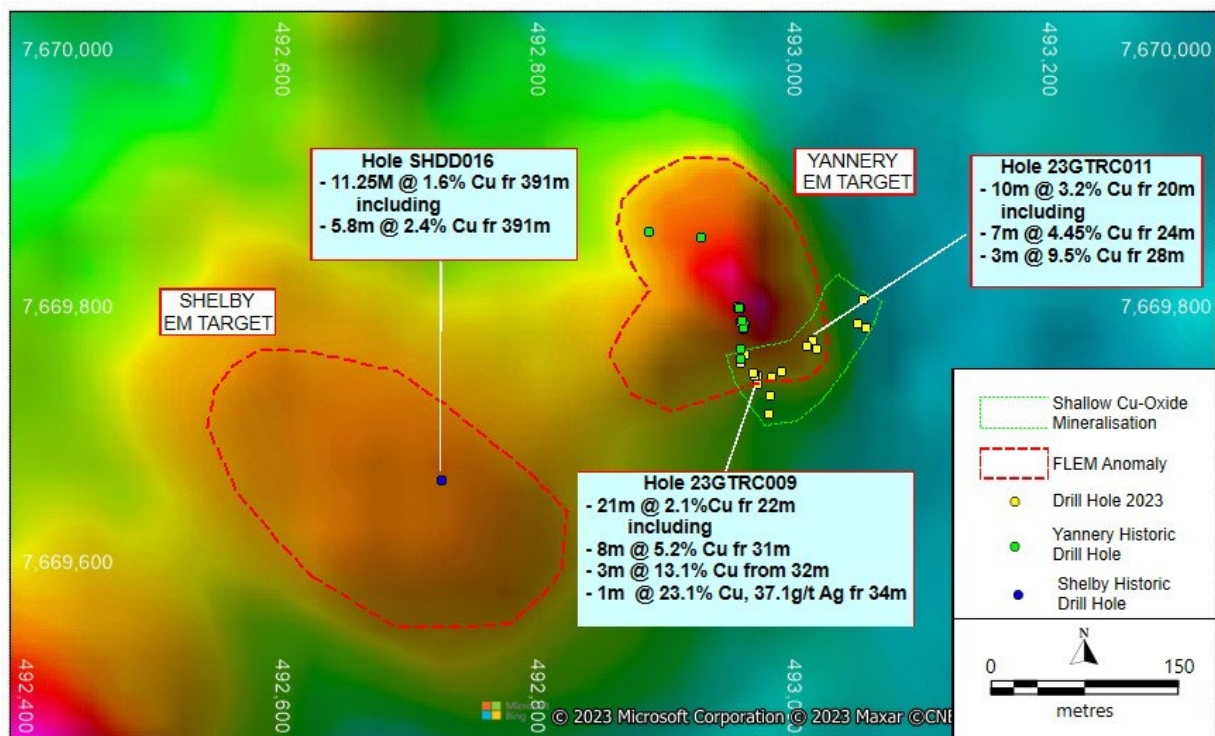 7,670,000
492,600
492,800
493,000
493,200
7,670,000
Hole SHDD016
- 11.25M @ 1.6% Cu fr 391m
including
- 5.8m @ 2.4% Cu fr 391m
YANNERY
EM TARGET
Hole 23GTRC011
- 10m @ 3.2% Cu fr 20m
including
- 7m @ 4.45% Cu fr 24m
- 3m @ 9.5% Cu fr 28m
SHELBY
EM TARGET
7,669,800
7,669,800
Hole 23GTRC009
- 21m @ 2.1%Cu fr 22m
including
- 8m @ 5.2% Cu fr 31m
- 3m @ 13.1% Cu from 32m
- 1m @ 23.1% Cu, 37.1g/t Ag fr 34m
7,669,600
Shallow Cu-Oxide
Mineralisation
FLEM Anomaly
Drill Hole 2023
Yannery Historic
Drill Hole
Shelby Historic
Drill Hole
N
0 150
metres
492,400
492,600
492,800
493,000
Microsoft
Bing
© 2023 Microsoft Corporation © 2023 Maxar ©CNE